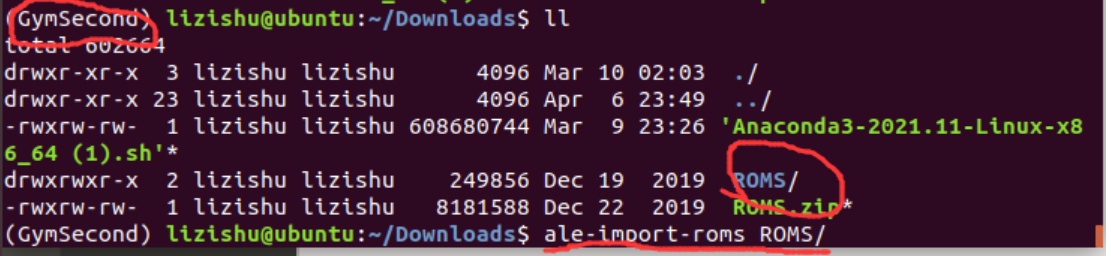 (GymSecond) lizishu@ubuntu:~/Downloads$ ll
total 602664
drwxr-xr-x 3 lizishu lizishu 4096 Mar 10 02:03 ./
drwxr-xr-x 23 lizishu lizishu 4096 Apr 6 23:49 ../
-rwxrw-rw- 1 lizishu lizishu 608680744 Mar 9 23:26 'Anaconda3-2021.11-Linux-x8
6_64 (1).sh'*
drwxrwxr-x 2 lizishu lizishu 249856 Dec 19 2019 ROMS/
-rwxrw-rw- 1 lizishu lizishu 8181588 Dec 22 2019 ROMS.zip*
(GymSecond) lizishu@ubuntu:~/Downloads$ ale-import-roms ROMS/